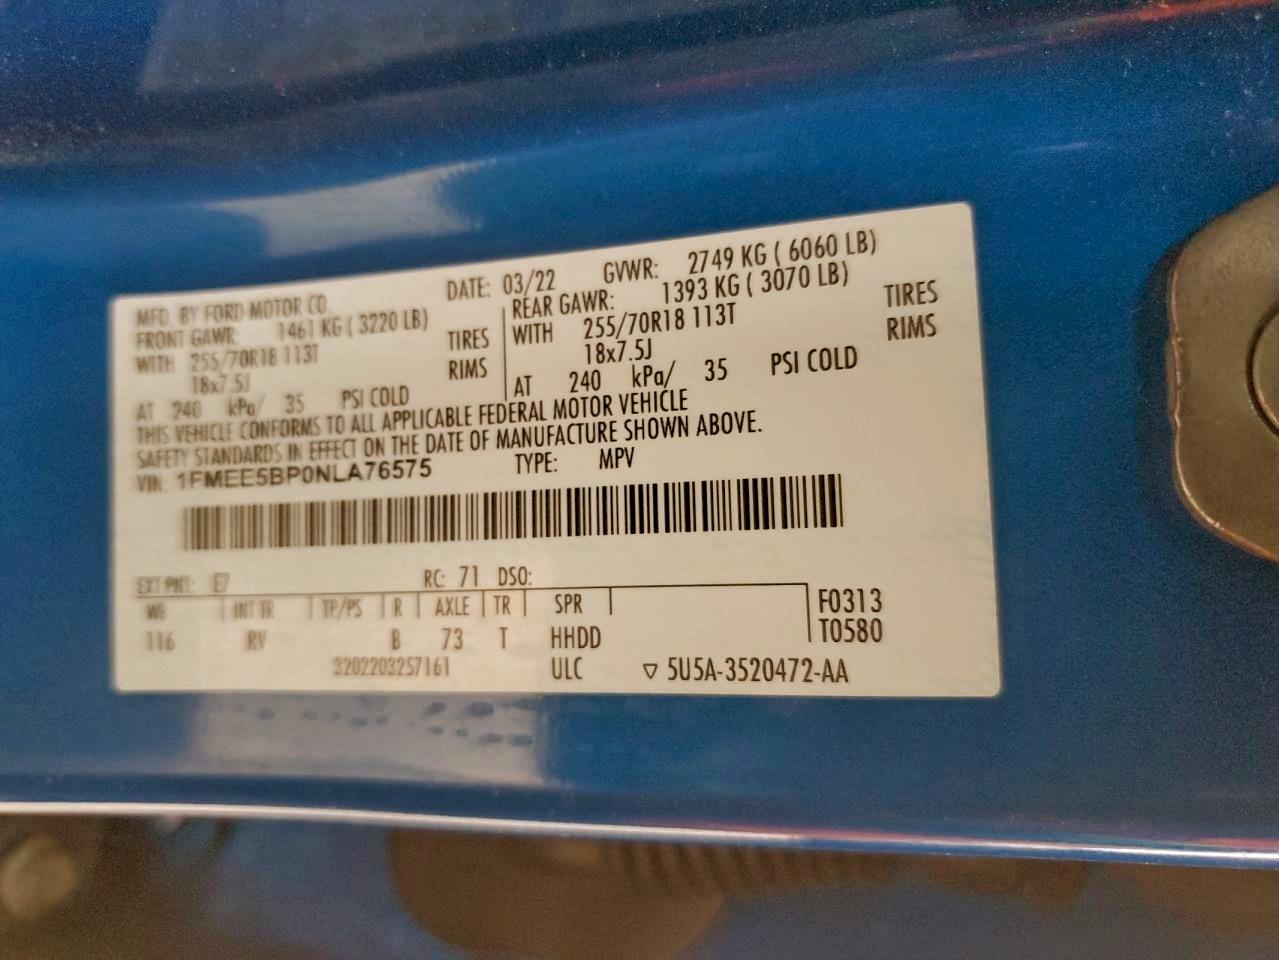 MFD. BY FORD MOTOR CO.
DATE: 03/22
GVWR: 2749 KG ( 6060 LB)
FRONT GAWR: 1461 KG ( 3220 LB)
WITH 255/70R18 113T TIRES
18x7.5J RIMS
AT 240 kPa/ 35 PSI COLD
REAR GAWR: 1393 KG ( 3070 LB)
WITH 255/70R18 113T TIRES
18x7.5J RIMS
AT 240 kPa/ 35 PSI COLD
THIS VEHICLE CONFORMS TO ALL APPLICABLE FEDERAL MOTOR VEHICLE
SAFETY STANDARDS IN EFFECT ON THE DATE OF MANUFACTURE SHOWN ABOVE.
VIN: 1FMEE5BP0NLA76575 TYPE: MPV
EXT PNT: E7 RC: 71 DSO:
WB INT TR TP/PS R AXLE TR SPR F0313
116 RV B 73 T HHDD T0580
3202203257161 ULC ▽ 5U5A-3520472-AA